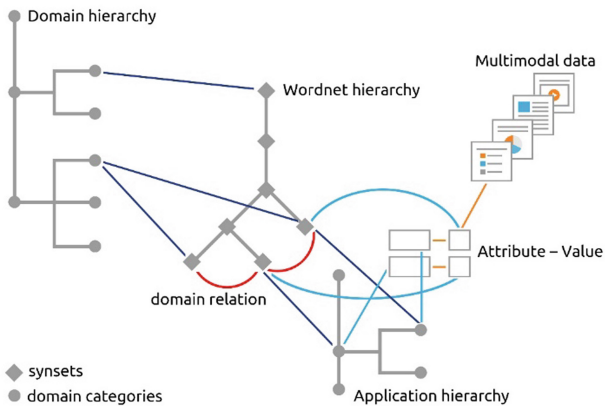 Domain hierarchy
Multimodal data
Wordnet hierarchy
Attribute – Value
domain relation
synsets
domain categories
Application hierarchy